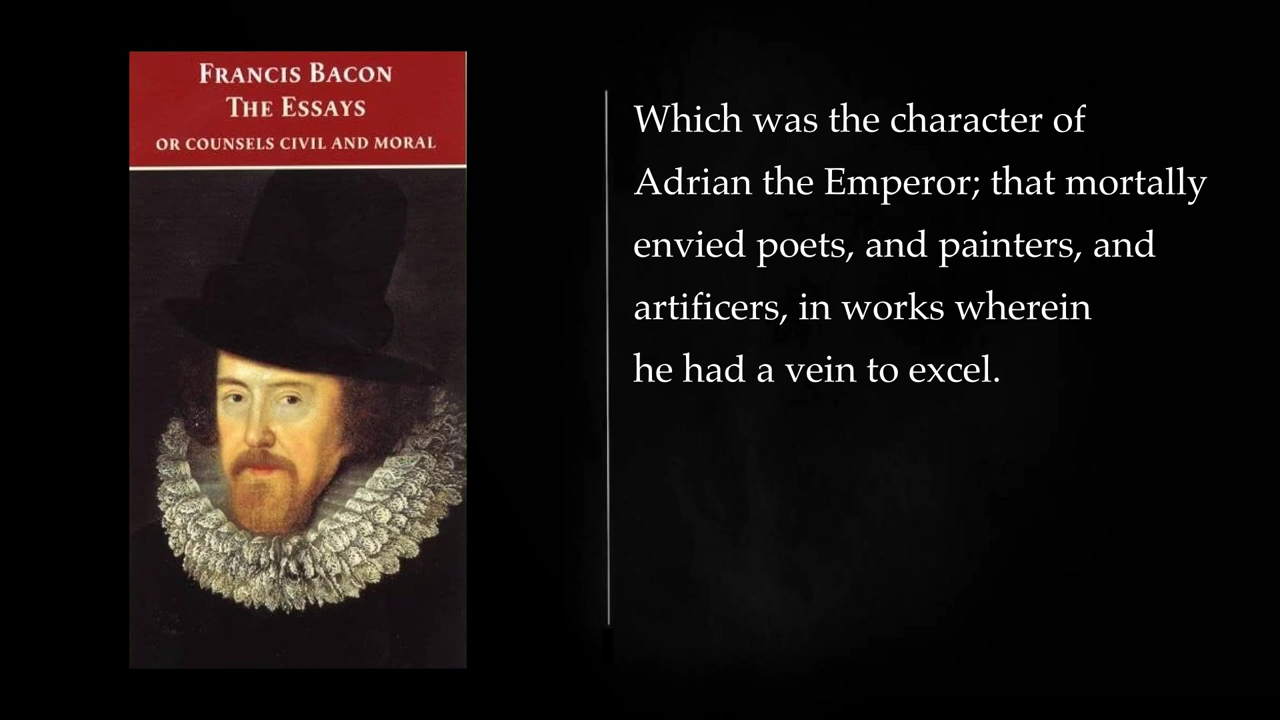 FRANCIS BACON
THE ESSAYS
OR COUNSELS CIVIL AND MORAL
Which was the character of
Adrian the Emperor; that mortally
envied poets, and painters, and
artificers, in works wherein
he had a vein to excel.